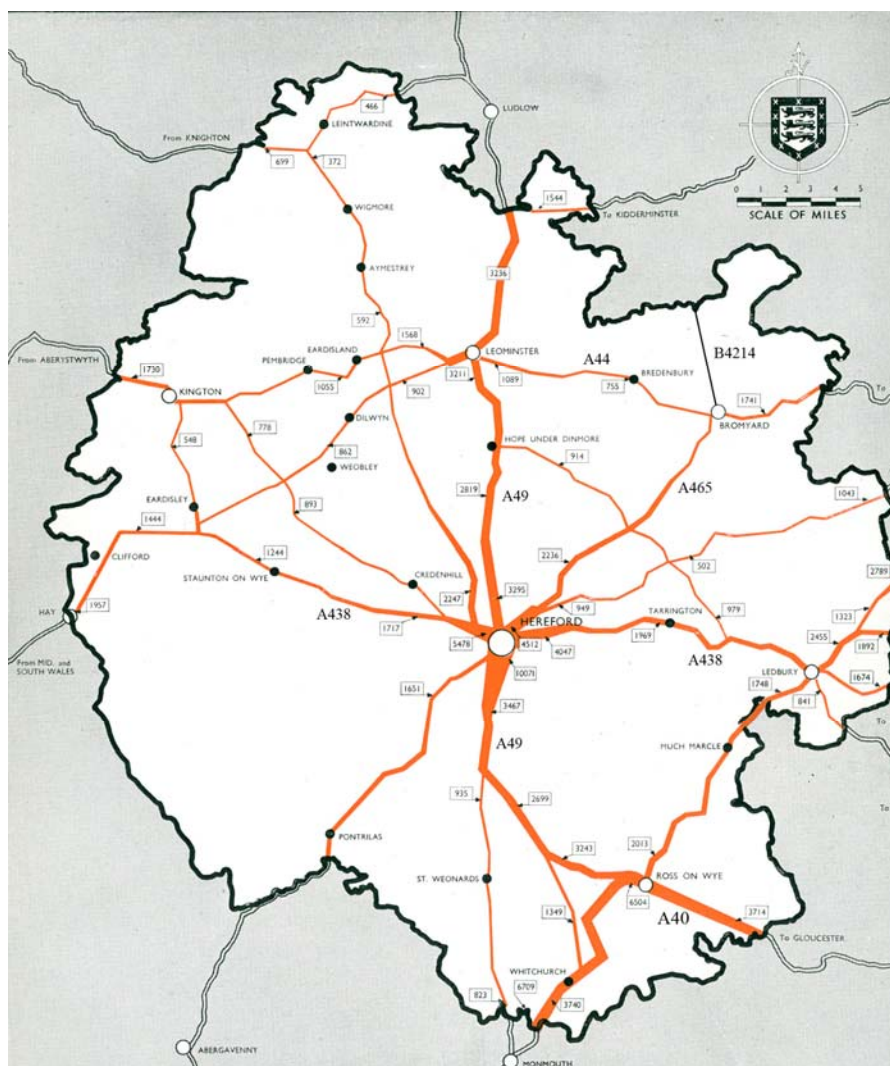 LUDLOW
466
LEINTWARDINE
From KNIGHTON
699
372
0 1 2 3 4 5
SCALE OF MILES
1544
To KIDDERMINSTER
WIGMORE
3236
AYMESTREY
592
1568
EARDISLAND
LEOMINSTER
A44
B4214
From ABERYSTWYTH
PEMBRIDGE
1730
3211
1089
BREDENBURY
1055
755
To
KINGTON
902
1741
BROMYARD
778
DILWYN
548
862
HOPE UNDER DINMORE
914
WEOBLEY
A465
2819
A49
EARDISLEY
893
1043
1444
CLIFFORD
1244
2236
502
STAUNTON ON WYE
CREDENHILL
2789
HAY
1957
2247
3295
949
979
1323
A438
TARRINGTON
1717
HEREFORD
5478
4512
4047
1969
2455
1892
From MID. and
SOUTH WALES
A438
LEDBURY
10071
1651
1748
1674
841
3467
A49
MUCH MARCLE
935
2699
To
PONTRILAS
3243
2013
ST. WEONARDS
ROSS ON WYE
6504
1349
A40
3714
To GLOUCESTER
WHITCHURCH
823
6709
3740
ABERGAVENNY
MONMOUTH